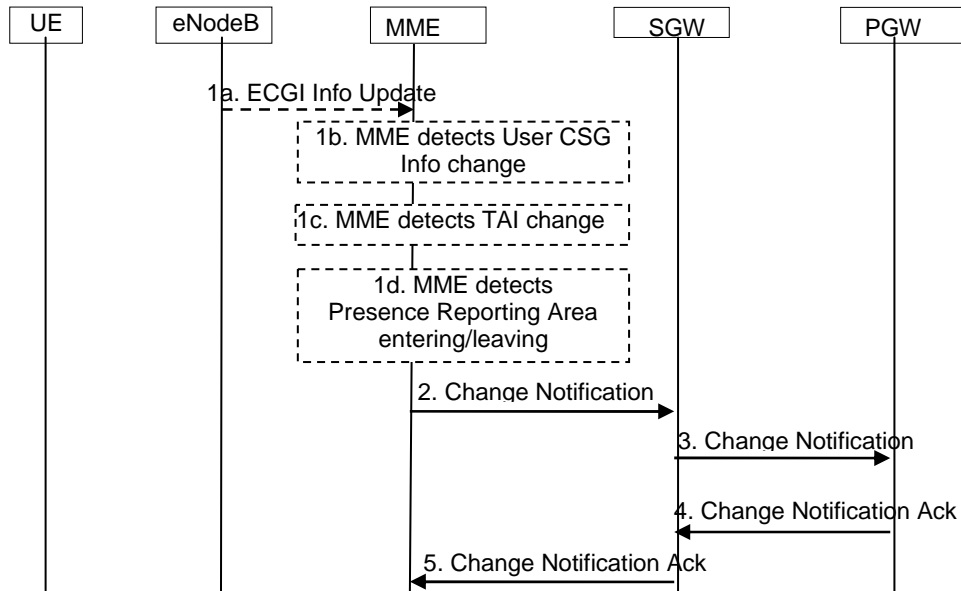 UE
eNodeB
MME
SGW
PGW
1a. ECGI Info Update
1b. MME detects User CSG
Info change
1c. MME detects TAI change
1d. MME detects
Presence Reporting Area
entering/leaving
2. Change Notification
3. Change Notification
4. Change Notification Ack
5. Change Notification Ack